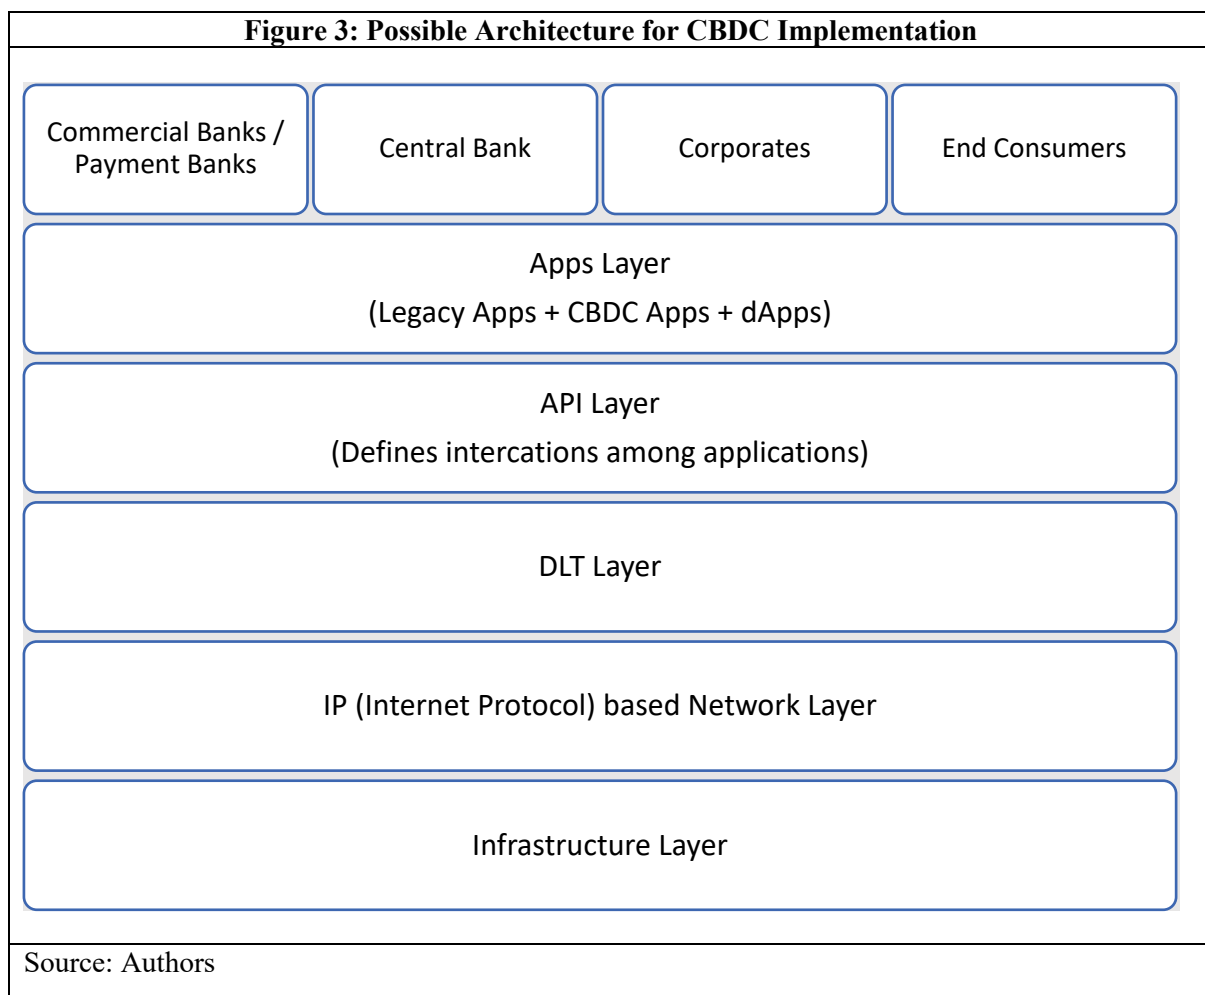 Figure 3: Possible Architecture for CBDC Implementation
Commercial Banks /
Payment Banks
Central Bank
Corporates
End Consumers
Apps Layer
(Legacy Apps + CBDC Apps + dApps)
API Layer
(Defines intercations among applications)
DLT Layer
IP (Internet Protocol) based Network Layer
Infrastructure Layer
Source: Authors